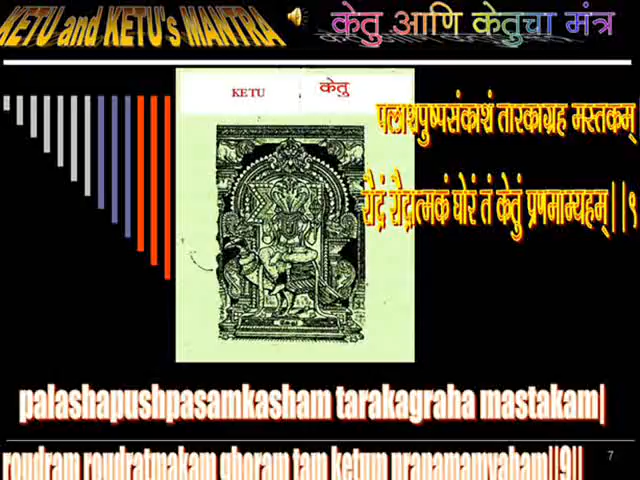 KETU and KETU's MANTRA
केतु आणि केतुचा मंत्र
KETU केतु
पलाशपुष्पसंकाशं तारकाग्रह मस्तकम्
रौद्रं रौद्रात्मकं घोरं तं केतुं प्रणमाम्यहम्||९
palashapushpasamkasham tarakagraha mastakam|
roudram roudratmakam ghoram tam ketum pranamamyaham||9||
7